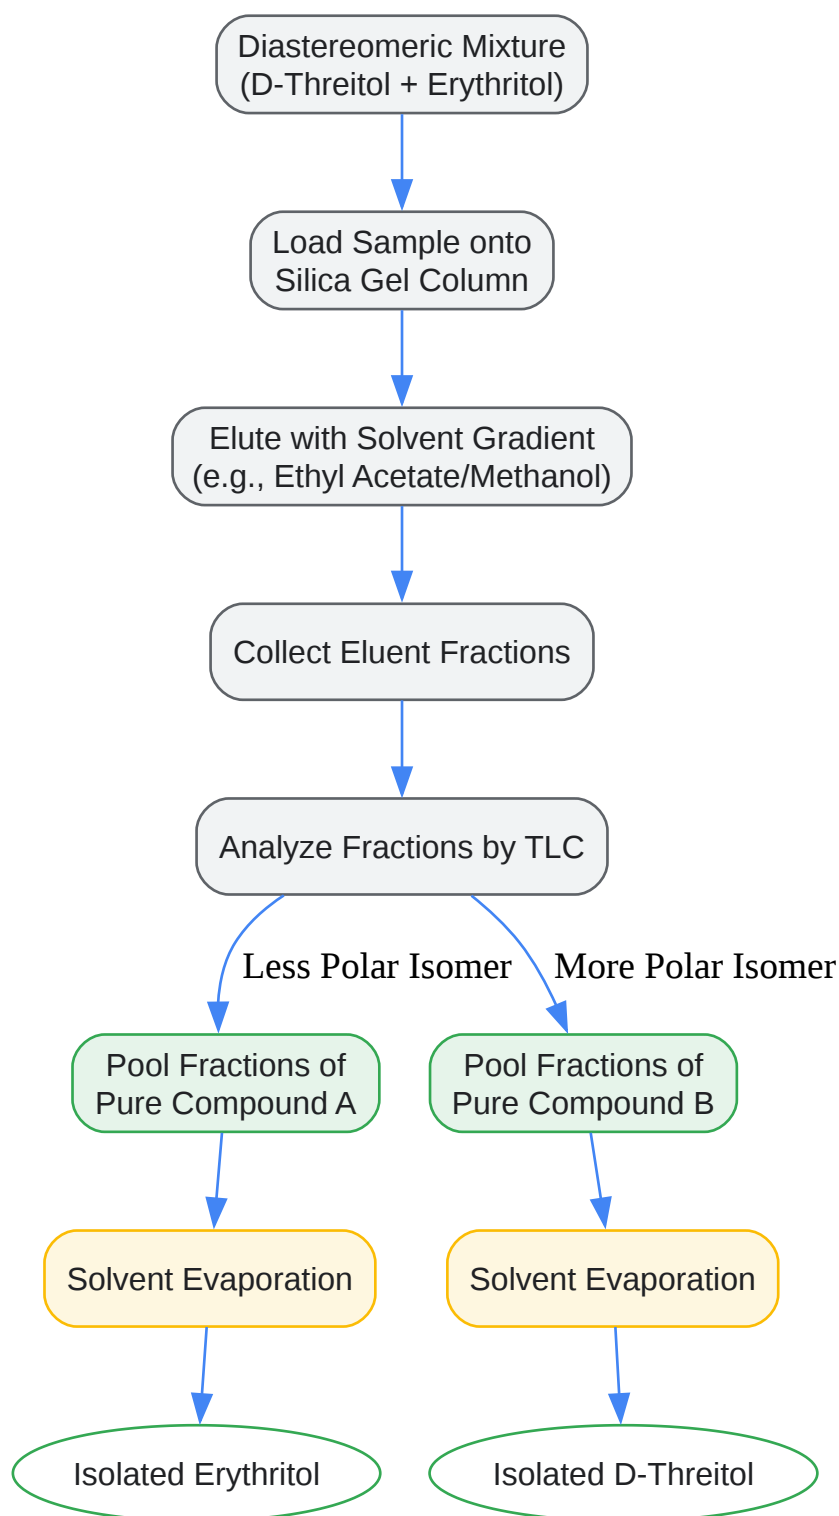 Diastereomeric Mixture
(D-Threitol + Erythritol)
Load Sample onto
Silica Gel Column
Elute with Solvent Gradient
(e.g., Ethyl Acetate/Methanol)
Collect Eluent Fractions
Analyze Fractions by TLC
Less Polar Isomer
More Polar Isomer
Pool Fractions of
Pure Compound A
Pool Fractions of
Pure Compound B
Solvent Evaporation
Solvent Evaporation
Isolated Erythritol
Isolated D-Threitol